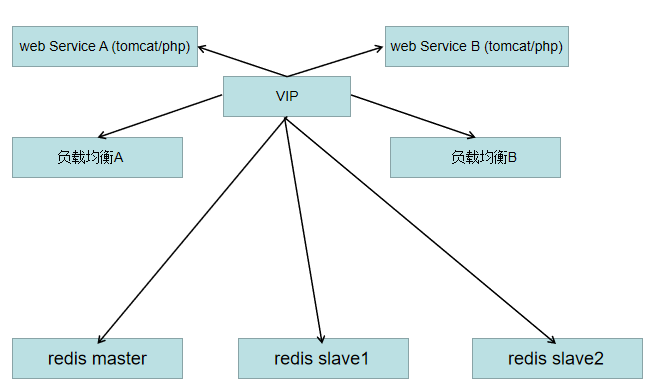 web Service A (tomcat/php)
web Service B (tomcat/php)
VIP
负载均衡A
负载均衡B
redis master
redis slave1
redis slave2